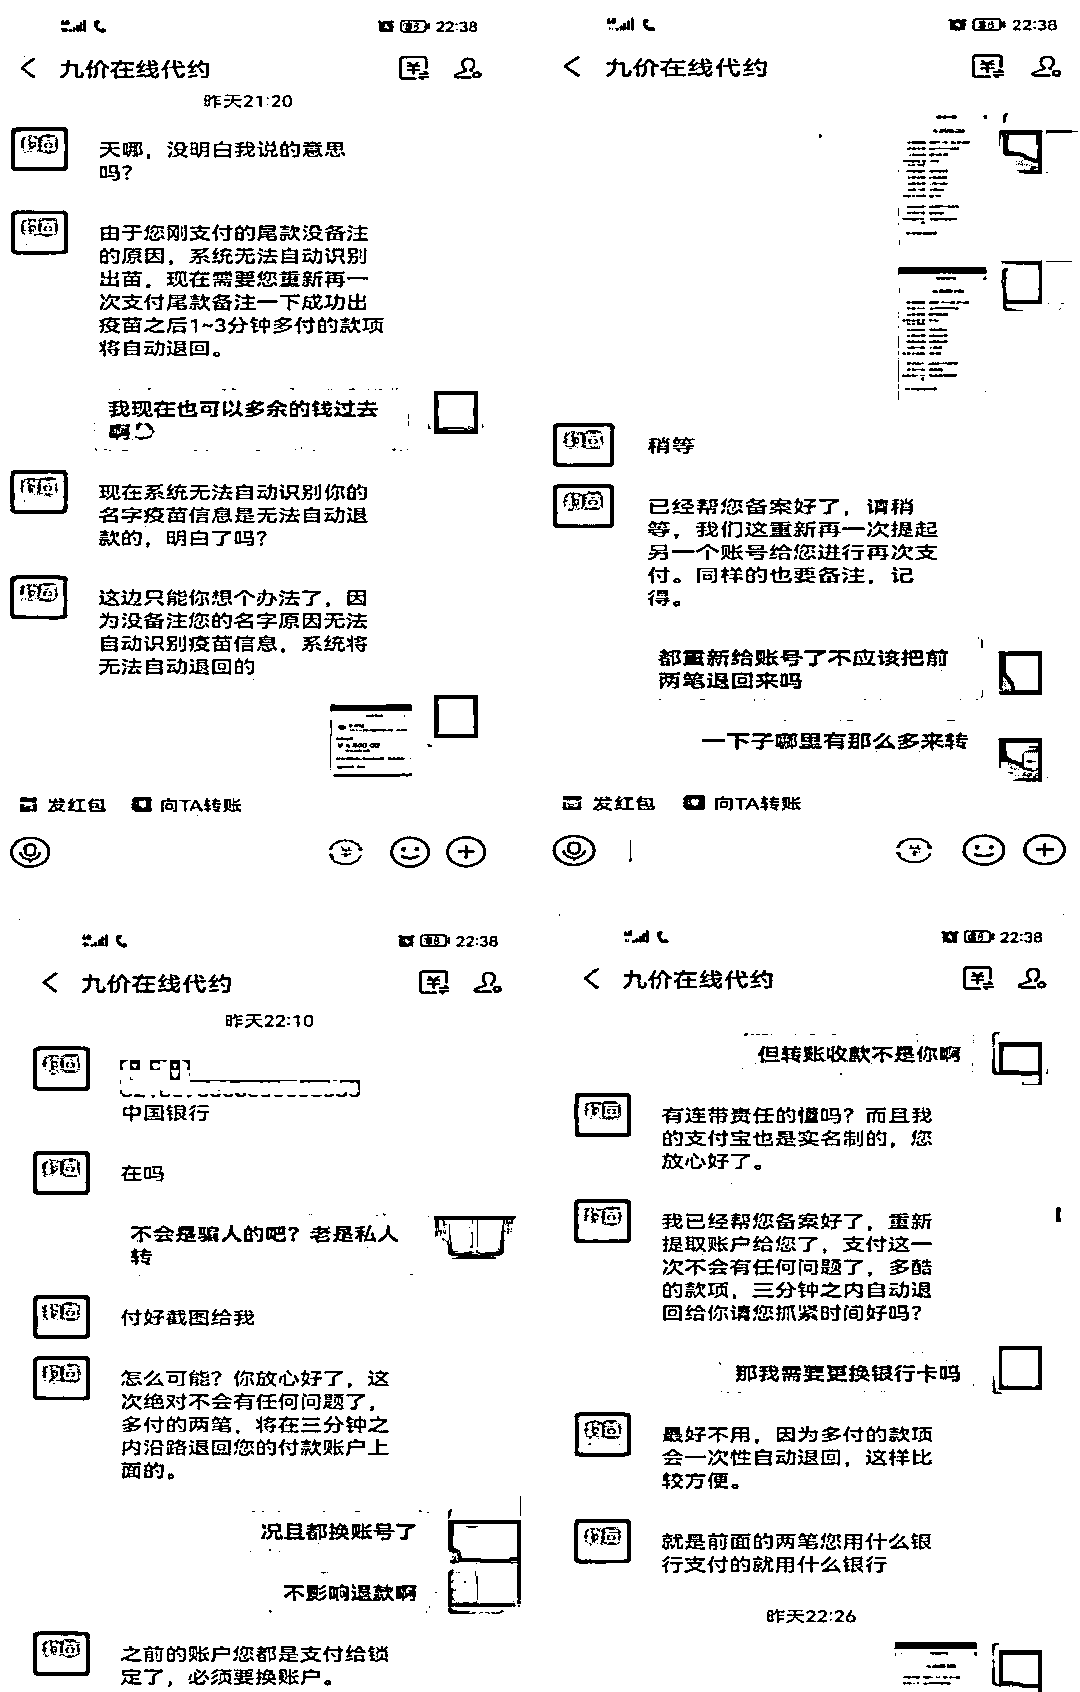 22:38
九价在线代约
昨天21:20
天哪，没明白我说的意思
吗？
由于您刚支付的尾款没备注
的原因，系统无法自动识别
出苗，现在需要您重新再一
次支付尾款备注一下成功出
疫苗之后1~3分钟多付的款项
将自动退回。
我现在也可以多余的钱过去
啊
现在系统无法自动识别你的
名字疫苗信息是无法自动退
款的，明白了吗？
这边只能你想个办法了，因
为没备注您的名字原因无法
自动识别疫苗信息，系统将
无法自动退回的
发红包 向TA转账
22:38
九价在线代约
稍等
已经帮您备案好了，请稍
等，我们这重新再一次提起
另一个账号给您进行再次支
付。同样的也要备注，记
得。
都重新给账号了不应该把前
两笔退回来吗
一下子哪里有那么多来转
发红包 向TA转账
22:38
九价在线代约
昨天22:10
中国银行
在吗
不会是骗人的吧？老是私人
转
付好截图给我
怎么可能？你放心好了，这
次绝对不会有任何问题了，
多付的两笔，将在三分钟之
内沿路退回您的付款账户上
面的。
况且都换账号了
不影响退款啊
之前的账户您都是支付给锁
定了，必须要换账户。
22:38
九价在线代约
但转账收款不是你啊
有连带责任的懂吗？而且我
的支付宝也是实名制的，您
放心好了。
我已经帮您备案好了，重新
提取账户给您了，支付这一
次不会有任何问题了，多酷
的款项，三分钟之内自动退
回给你请您抓紧时间好吗？
那我需要更换银行卡吗
最好不用，因为多付的款项
会一次性自动退回，这样比
较方便。
就是前面的两笔您用什么银
行支付的就用什么银行
昨天22:26